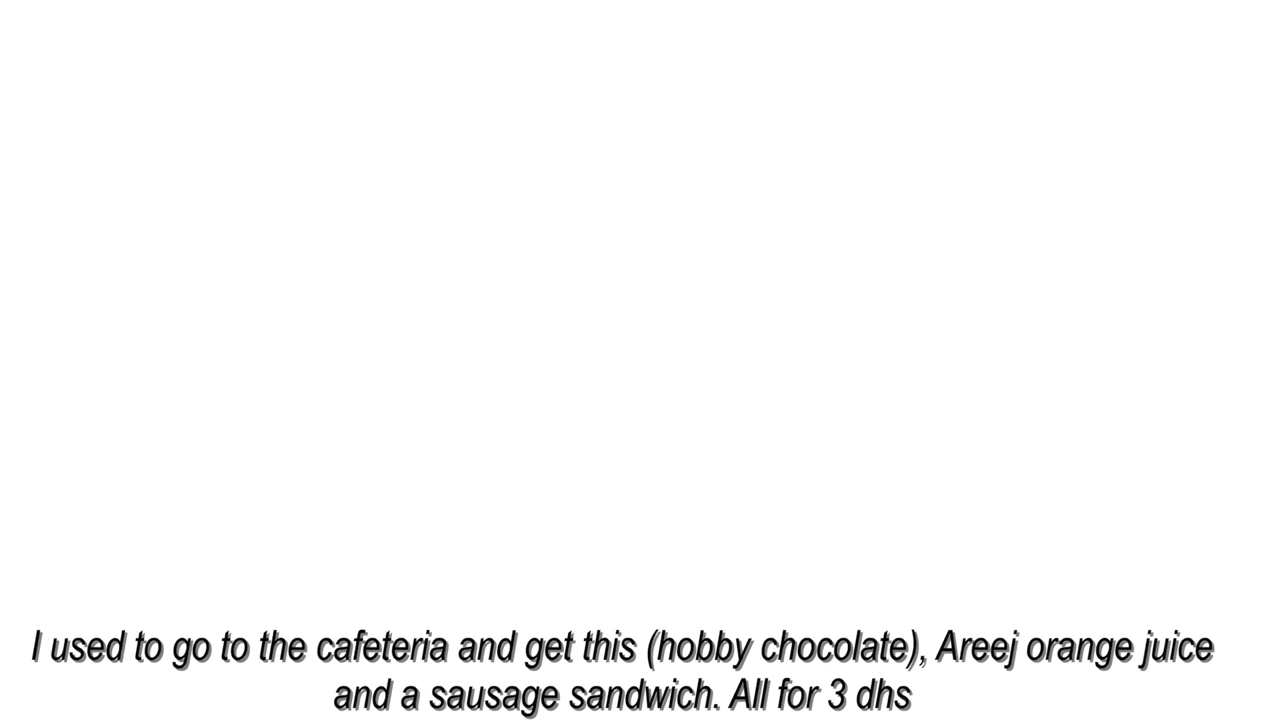 I used to go to the cafeteria and get this (hobby chocolate), Areej orange juice
and a sausage sandwich. All for 3 dhs